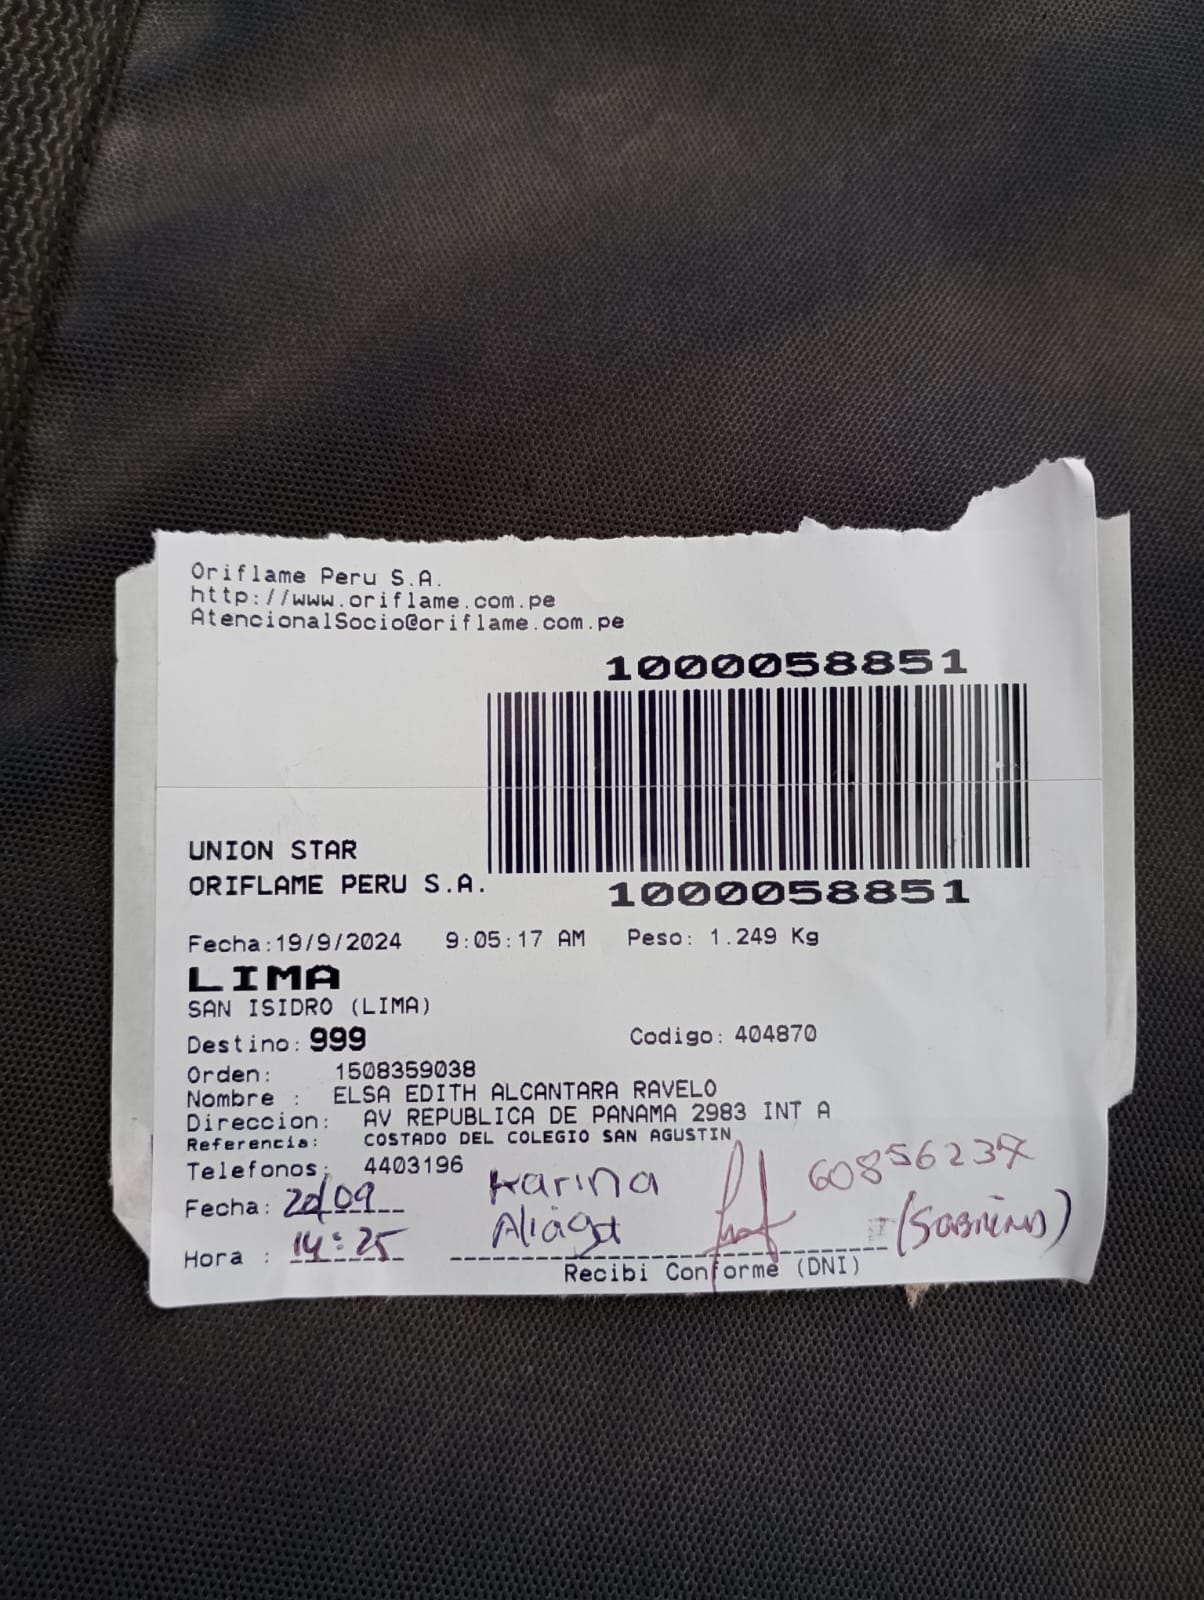 Oriflame Peru S.A.
http://www.oriflame.com.pe
AtencionalSocio@oriflame.com.pe
1000058851
UNION STAR
ORIFLAME PERU S.A.
1000058851
Fecha:19/9/2024 9:05:17 AM Peso: 1.249 Kg
LIMA
SAN ISIDRO (LIMA)
Destino: 999 Codigo: 404870
Orden: 1508359038
Nombre : ELSA EDITH ALCANTARA RAVELO
Direccion: AV REPUBLICA DE PANAMA 2983 INT A
Referencia: COSTADO DEL COLEGIO SAN AGUSTIN
Telefonos: 4403196
Fecha: 20/09 Karina
Hora : 14:25 Aliaga (Sabrina)
Recibi Conforme (DNI)